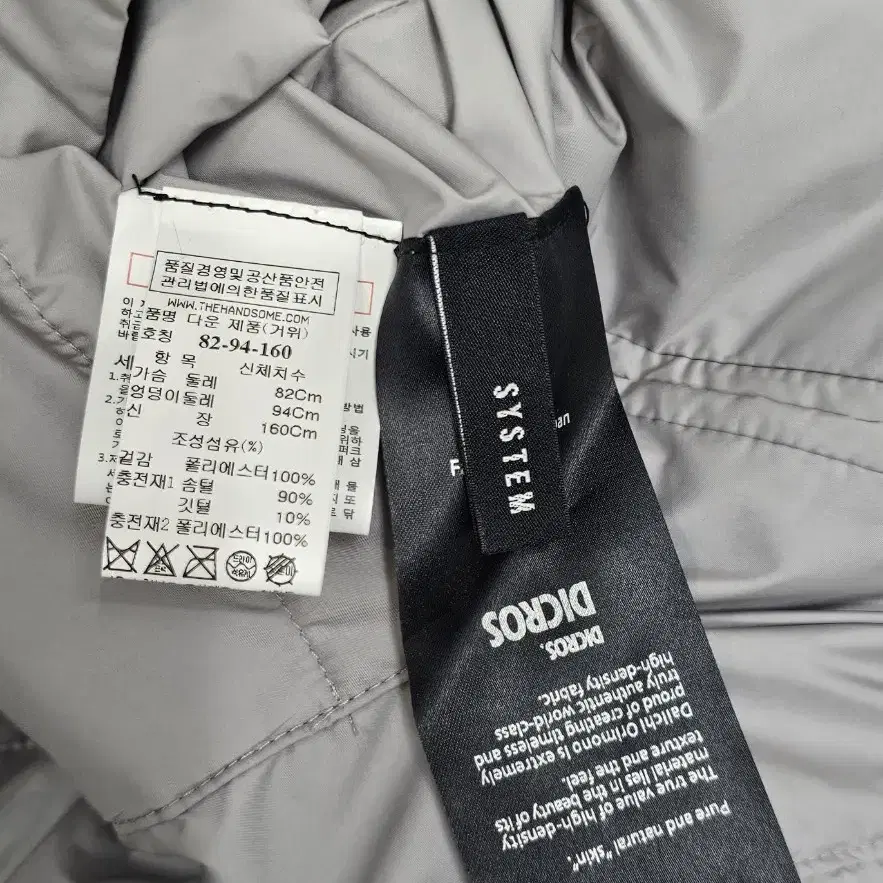 품질경영및공산품안전
관리법에의한품질표시
WWW.THEHANDSOME.COM
품명 다운 제품(거위)
호칭 82-94-160
항 목 신체치수
가슴 둘레 82Cm
엉덩이둘레 94Cm
신 장 160Cm
조성섬유(%)
겉감 폴리에스터100%
충전재1 솜털 90%
깃털 10%
충전재2 폴리에스터100%
드라이
SYSTEM
DICROS
DICROS.
Daiichi Orimono is extremely
proud of creating timeless and
truly authentic world-class
high-density fabric.
The true value of high-density
material lies in the beauty of its
texture and the feel.
Pure and natural "skin".